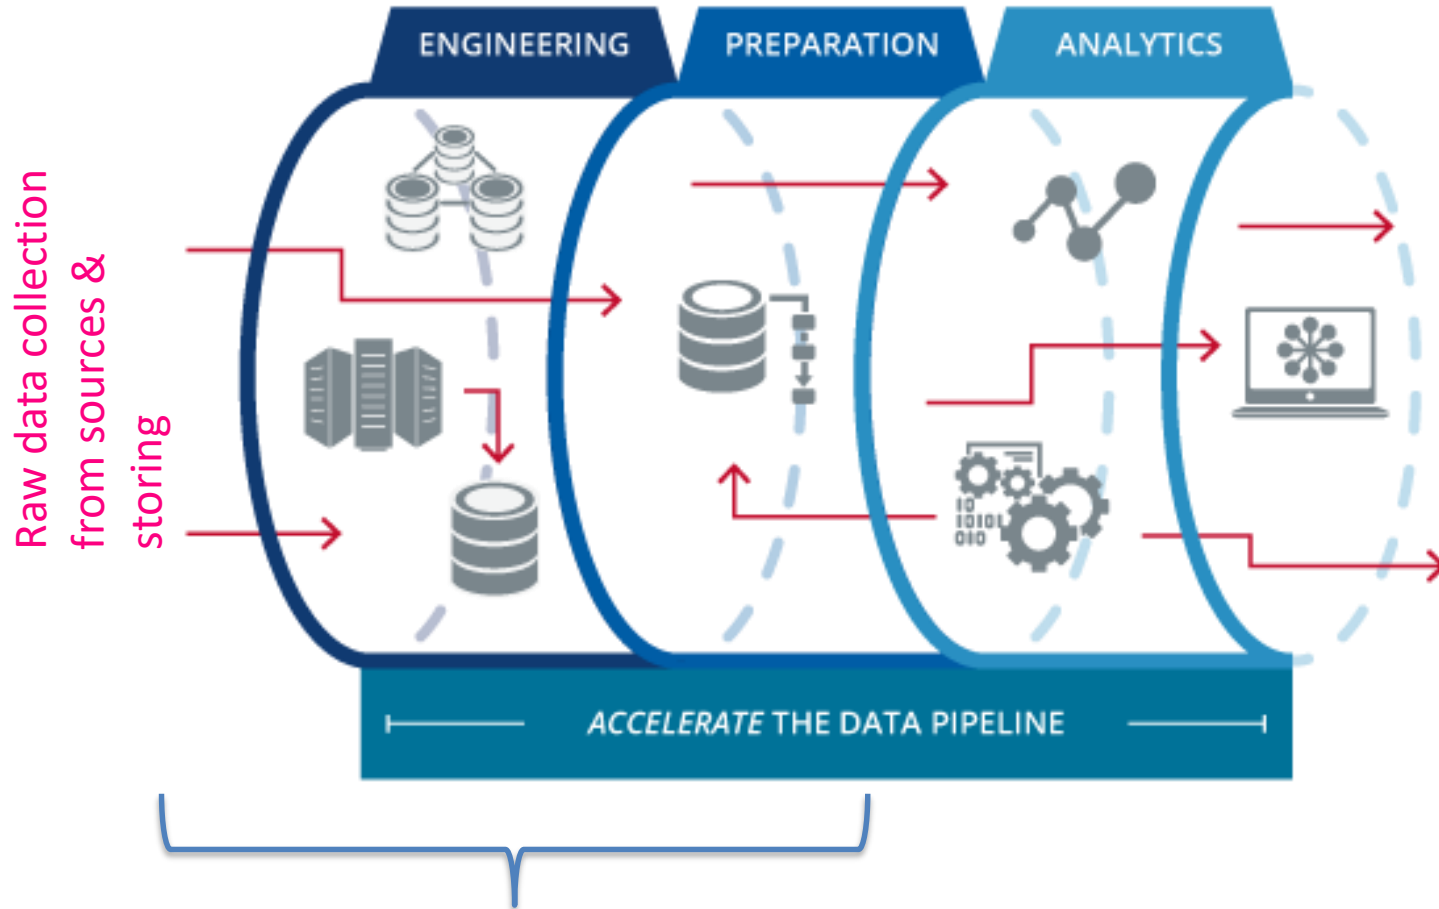 ENGINEERING
PREPARATION
ANALYTICS
Raw data collection
from sources &
storing
10
10101
010
ACCELERATE THE DATA PIPELINE